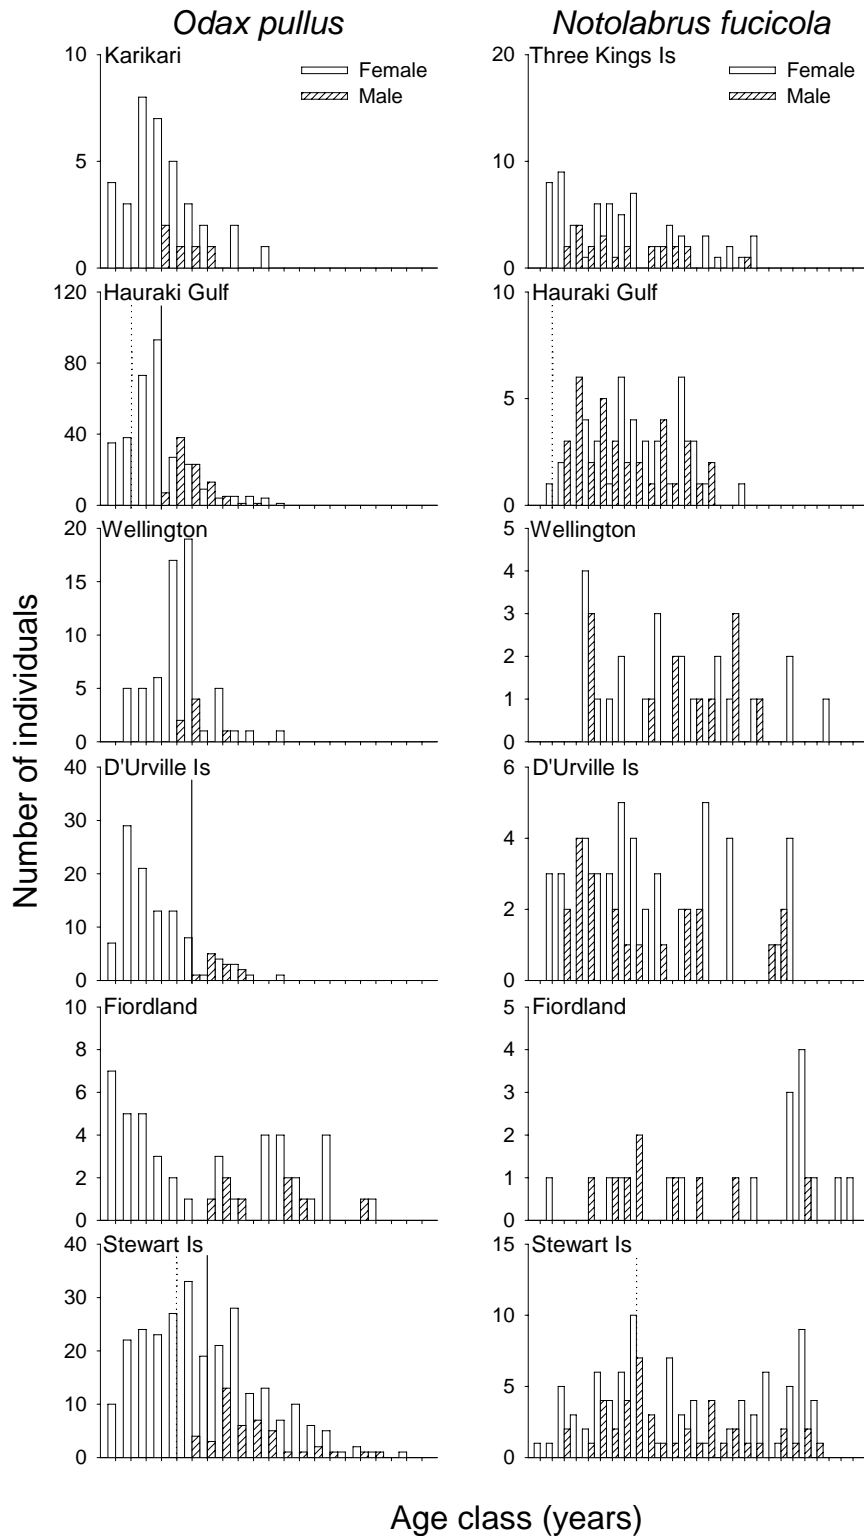 Odax pullus
Notolabrus fucicola
Karikari
Female
Male
10
5
0
Three Kings Is
Female
Male
20
10
0
Hauraki Gulf
120
80
40
0
Hauraki Gulf
10
5
0
Wellington
20
15
10
5
0
Wellington
5
4
3
2
1
0
D'Urville Is
40
30
20
10
0
D'Urville Is
6
4
2
0
Fiordland
10
8
6
4
2
0
Fiordland
5
4
3
2
1
0
Stewart Is
40
30
20
10
0
Stewart Is
15
10
5
0
Number of individuals
Age class (years)